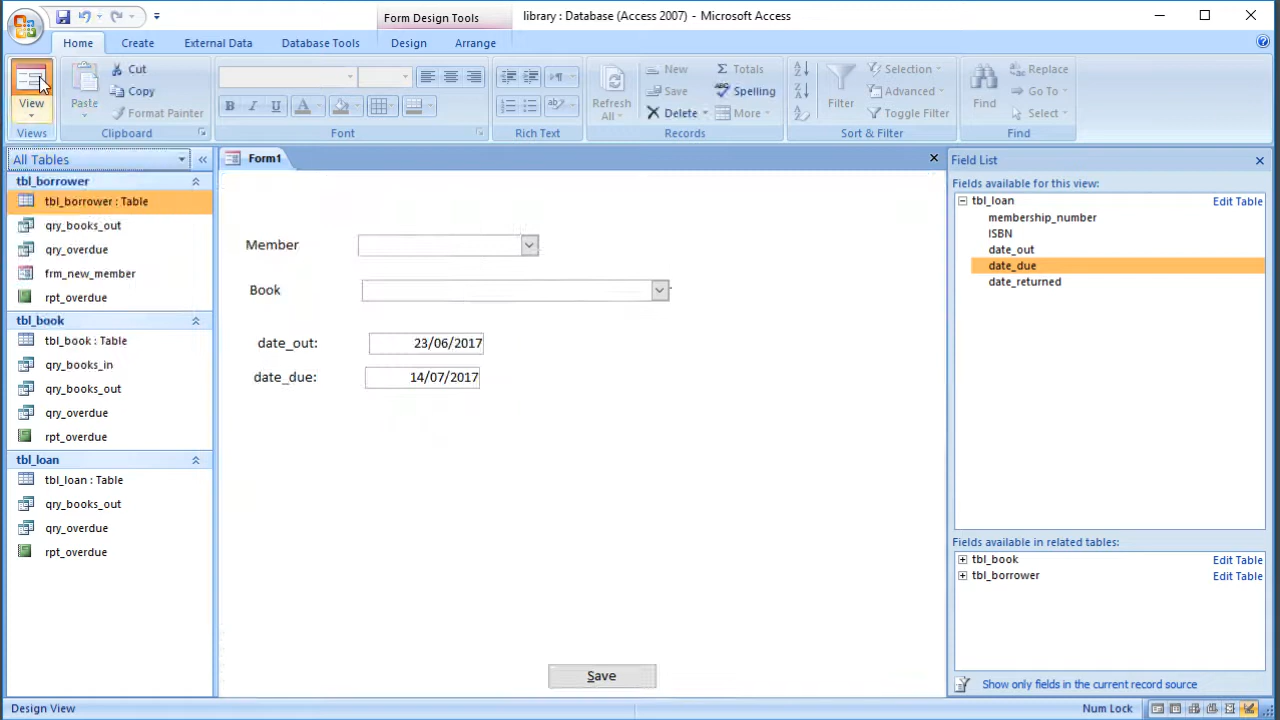 Form Design Tools
library : Database (Access 2007) - Microsoft Access
Home Create External Data Database Tools Design Arrange
View
Views
Paste
Cut
Copy
Format Painter
Clipboard
B I U A
Font
Rich Text
Refresh All
New
Save
Delete
Totals
Spelling
More
Records
Filter
Selection
Advanced
Toggle Filter
Sort & Filter
Find
Replace
Go To
Select
Find
All Tables
tbl_borrower
tbl_borrower : Table
qry_books_out
qry_overdue
frm_new_member
rpt_overdue
tbl_book
tbl_book : Table
qry_books_in
qry_books_out
qry_overdue
rpt_overdue
tbl_loan
tbl_loan : Table
qry_books_out
qry_overdue
rpt_overdue
Form1
Member
Book
date_out: 23/06/2017
date_due: 14/07/2017
Save
Field List
Fields available for this view:
tbl_loan Edit Table
membership_number
ISBN
date_out
date_due
date_returned
Fields available in related tables:
tbl_book Edit Table
tbl_borrower Edit Table
Show only fields in the current record source
Design View
Num Lock